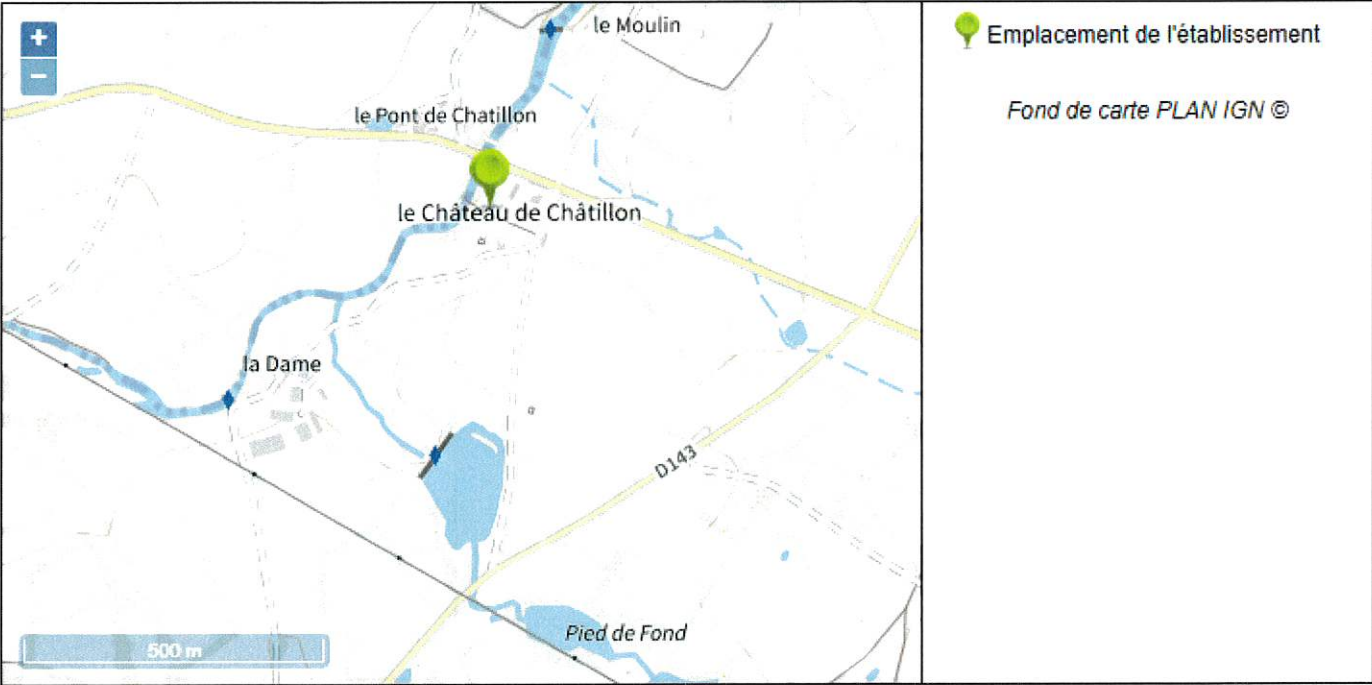 +
−
le Moulin
le Pont de Chatillon
le Château de Châtillon
la Dame
D143
Pied de Fond
500 m
Emplacement de l'établissement
Fond de carte PLAN IGN ©